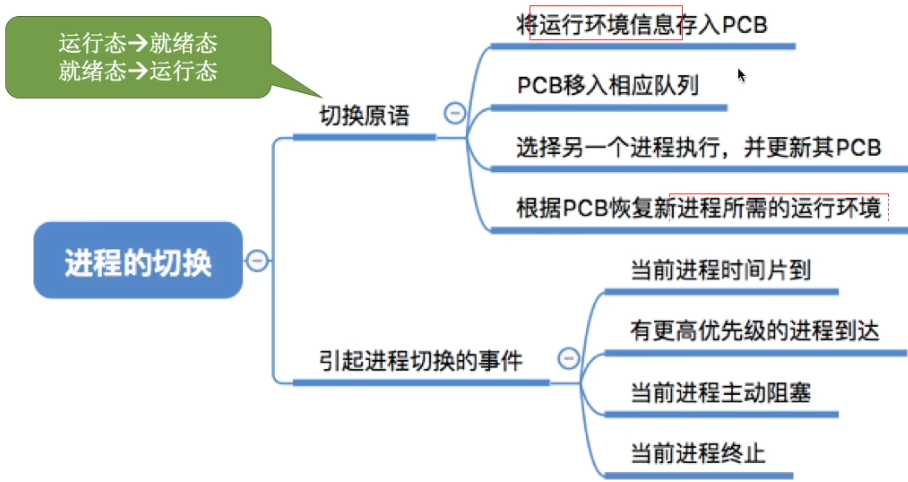 运行态→就绪态
就绪态→运行态
进程的切换
切换原语
将运行环境信息存入PCB
PCB移入相应队列
选择另一个进程执行，并更新其PCB
根据PCB恢复新进程所需的运行环境
引起进程切换的事件
当前进程时间片到
有更高优先级的进程到达
当前进程主动阻塞
当前进程终止